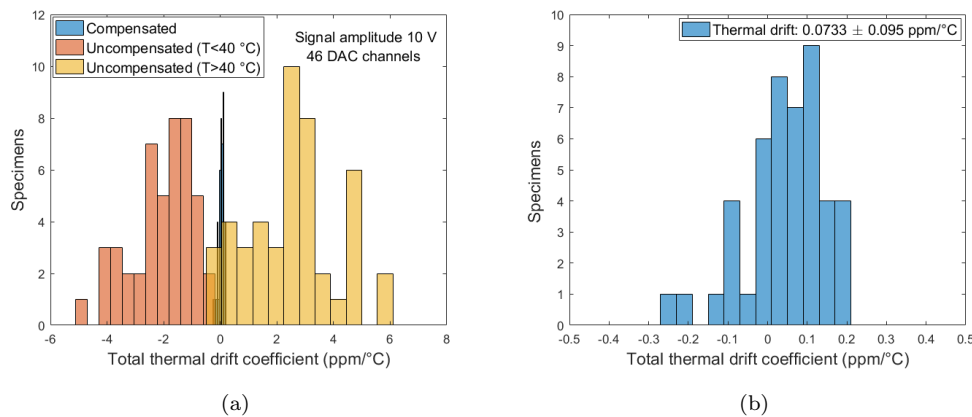 Compensated
Uncompensated (T<40 °C)
Uncompensated (T>40 °C)
Signal amplitude 10 V
46 DAC channels
12
10
8
6
4
2
0
Specimens
-6 -4 -2 0 2 4 6 8
Total thermal drift coefficient (ppm/°C)
(a)
Thermal drift: 0.0733 ± 0.095 ppm/°C
10
9
8
7
6
5
4
3
2
1
0
Specimens
-0.5 -0.4 -0.3 -0.2 -0.1 0 0.1 0.2 0.3 0.4 0.5
Total thermal drift coefficient (ppm/°C)
(b)